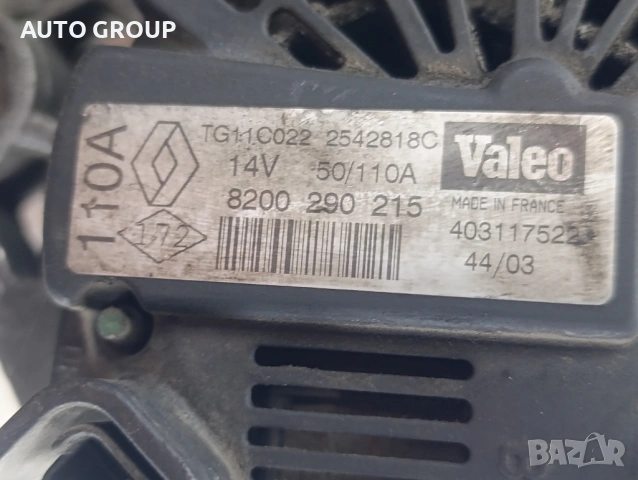 AUTO GROUP
110A
TG11C022 2542818C
14V 50/110A
8200 290 215
172
Valeo
MADE IN FRANCE
403117522
44/03
BAZAR
bg